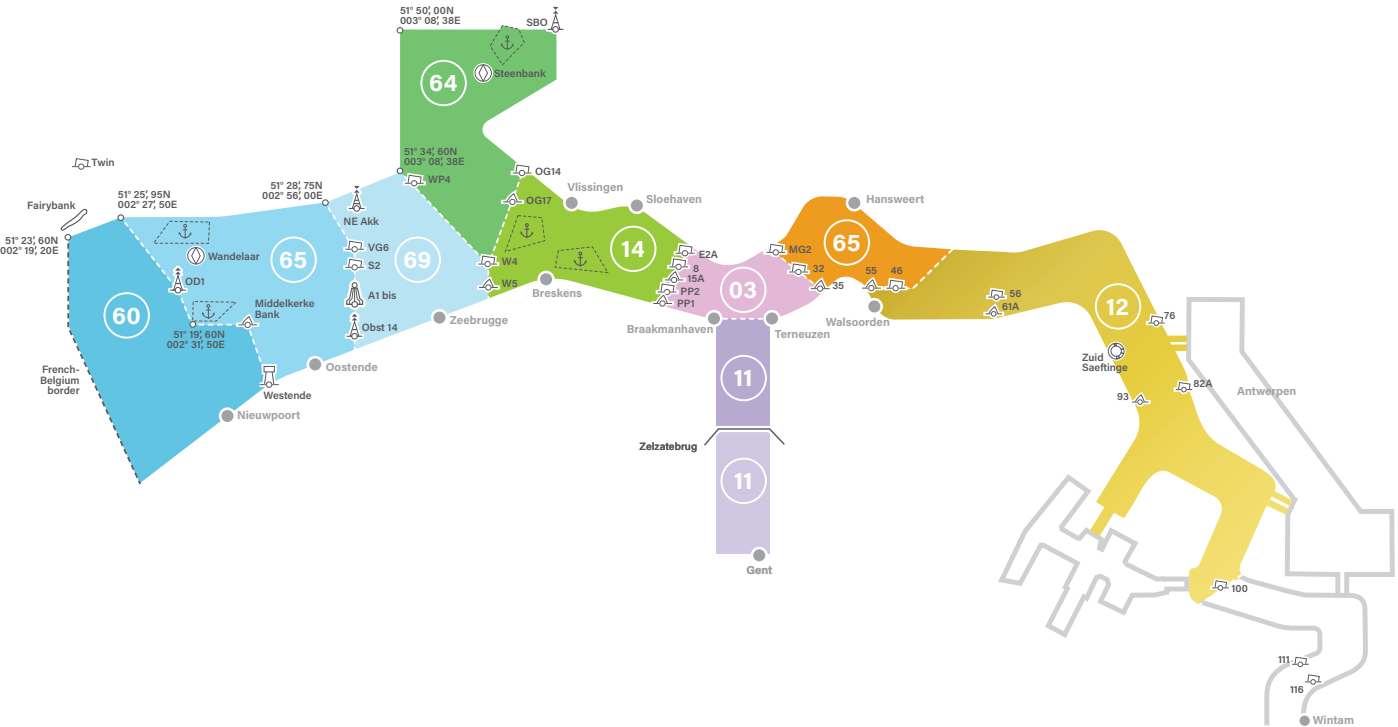 51° 50', 00N
003° 08', 38E
SBO
64
Steenbank
51° 34', 60N
003° 08', 38E
WP4
OG14
OG17
Vlissingen
Sloehaven
Twin
Fairybank
51° 25', 95N
002° 27', 50E
51° 28', 75N
002° 56', 00E
51° 23', 60N
002° 19', 20E
NE Akk
VG6
S2
A1 bis
Obst 14
Wandelaar
65
69
OD1
Middelkerke
Bank
51° 19', 60N
002° 31', 50E
60
French-
Belgium
border
Westende
Nieuwpoort
Oostende
Zeebrugge
W4
W5
14
Breskens
E2A
8
15A
PP2
PP1
03
Braakmanhaven
Terneuzen
MG2
32
35
65
Hansweert
55
46
Walsoorden
56
61A
12
76
Zuid
Saeftinge
82A
93
Antwerpen
11
Zelzatebrug
11
Gent
100
111
116
Wintam